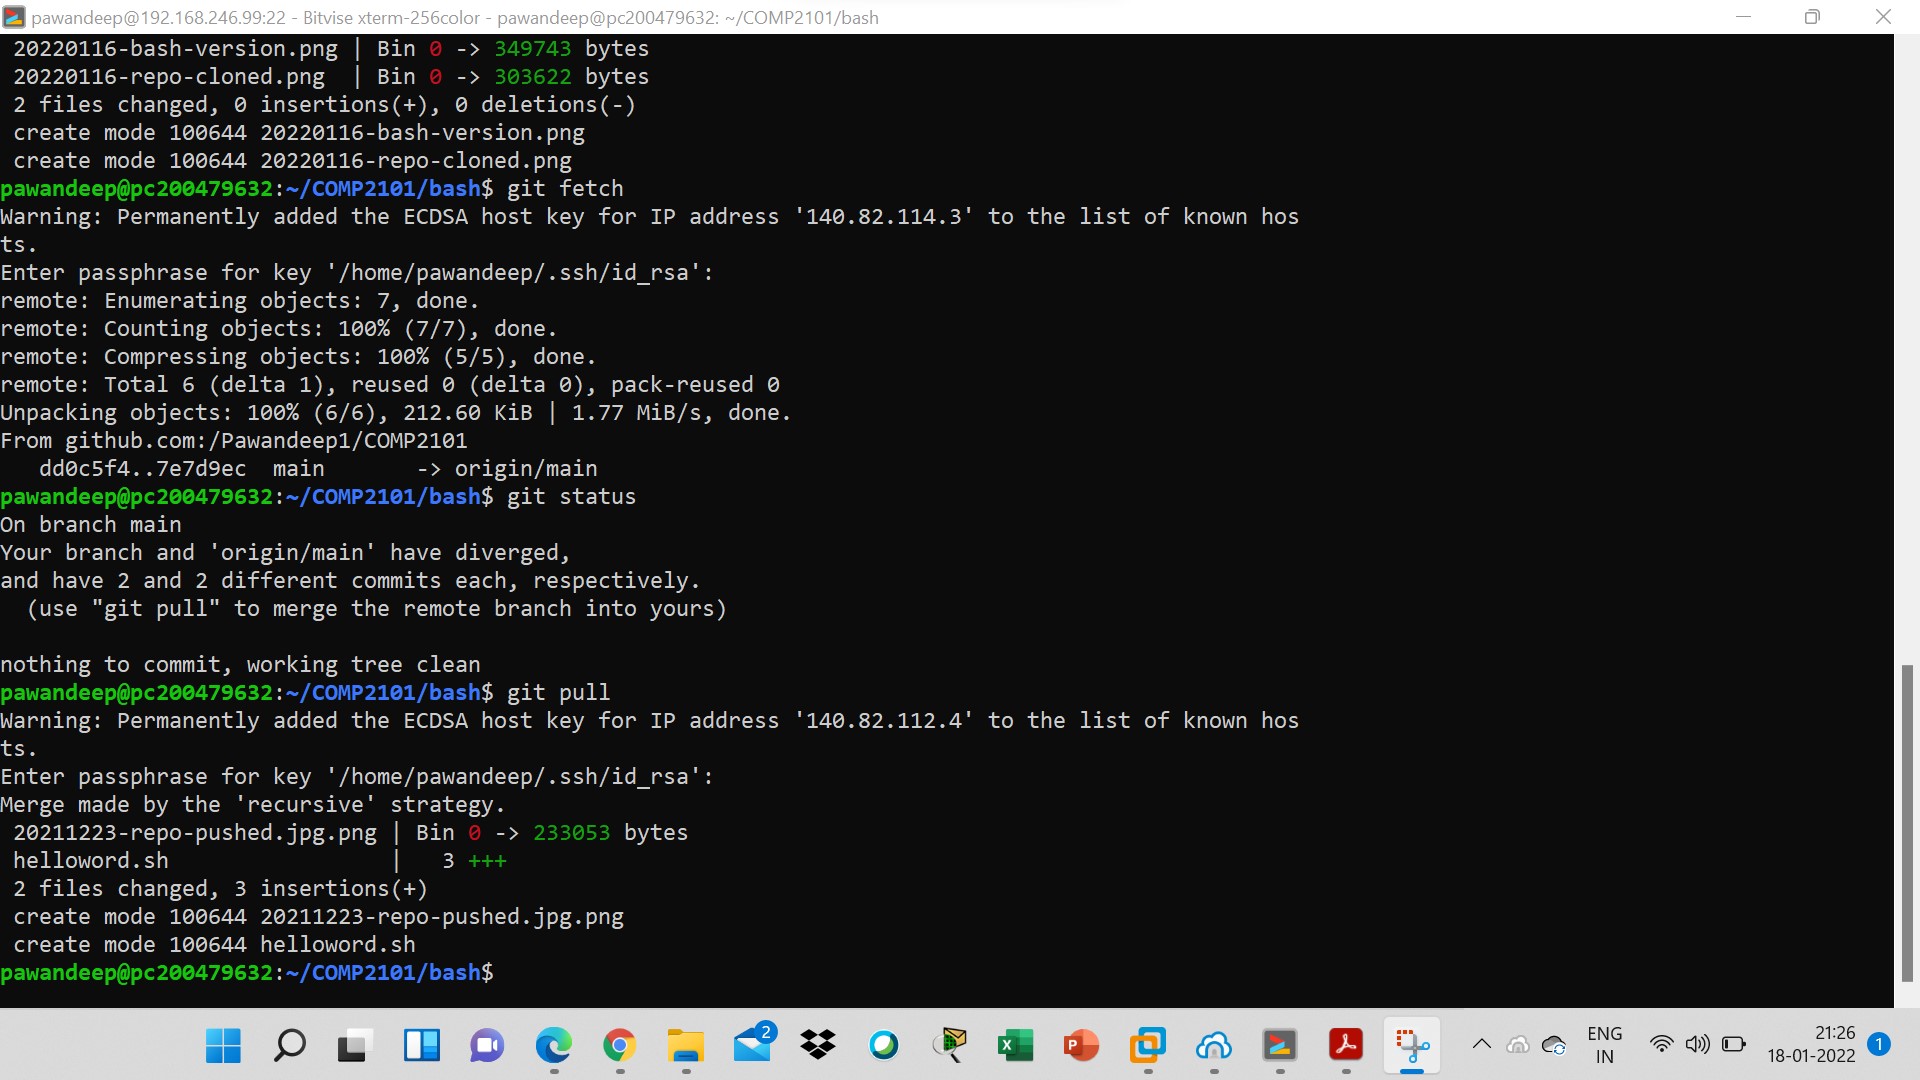 pawandeep@192.168.246.99:22 - Bitvise xterm-256color - pawandeep@pc200479632: ~/COMP2101/bash
 20220116-bash-version.png | Bin 0 -> 349743 bytes
 20220116-repo-cloned.png  | Bin 0 -> 303622 bytes
 2 files changed, 0 insertions(+), 0 deletions(-)
 create mode 100644 20220116-bash-version.png
 create mode 100644 20220116-repo-cloned.png
pawandeep@pc200479632:~/COMP2101/bash$ git fetch
Warning: Permanently added the ECDSA host key for IP address '140.82.114.3' to the list of known hos
ts.
Enter passphrase for key '/home/pawandeep/.ssh/id_rsa':
remote: Enumerating objects: 7, done.
remote: Counting objects: 100% (7/7), done.
remote: Compressing objects: 100% (5/5), done.
remote: Total 6 (delta 1), reused 0 (delta 0), pack-reused 0
Unpacking objects: 100% (6/6), 212.60 KiB | 1.77 MiB/s, done.
From github.com:/Pawandeep1/COMP2101
   dd0c5f4..7e7d9ec  main       -> origin/main
pawandeep@pc200479632:~/COMP2101/bash$ git status
On branch main
Your branch and 'origin/main' have diverged,
and have 2 and 2 different commits each, respectively.
  (use "git pull" to merge the remote branch into yours)
nothing to commit, working tree clean
pawandeep@pc200479632:~/COMP2101/bash$ git pull
Warning: Permanently added the ECDSA host key for IP address '140.82.112.4' to the list of known hos
ts.
Enter passphrase for key '/home/pawandeep/.ssh/id_rsa':
Merge made by the 'recursive' strategy.
 20211223-repo-pushed.jpg.png | Bin 0 -> 233053 bytes
 helloword.sh                 |   3 +++
 2 files changed, 3 insertions(+)
 create mode 100644 20211223-repo-pushed.jpg.png
 create mode 100644 helloword.sh
pawandeep@pc200479632:~/COMP2101/bash$
2
X
P
ENG
IN
21:26
18-01-2022
1